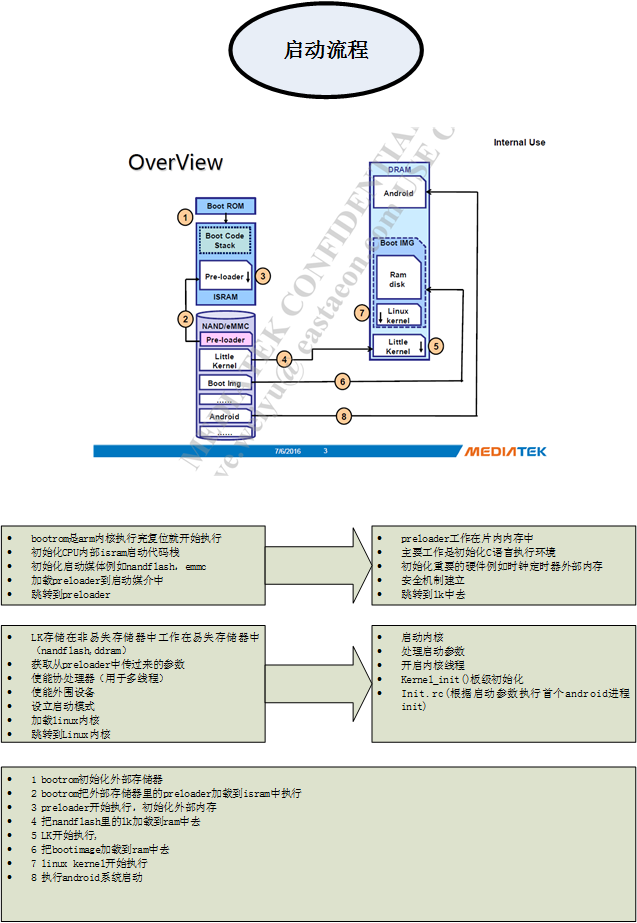 启动流程
Internal Use
OverView
DRAM
Android
Boot ROM
1
Boot Code
Stack
Boot IMG
Pre-loader
3
Ram
disk
ISRAM
2
7
Linux
kernel
NAND/eMMC
Pre-loader
Little
Kernel
4
Little
Kernel
5
Boot Img
6
......
Android
8
......
MEDIATEK CONFIDENTIAL
eastaeon.com USE
7/6/2016 3
MEDIATEK
• bootrom是arm内核执行完复位就开始执行
• 初始化CPU内部isram启动代码栈
• 初始化启动媒体例如nandflash，emmc
• 加载preloader到启动媒介中
• 跳转到preloader
• preloader工作在片内内存中
• 主要工作是初始化C语言执行环境
• 初始化重要的硬件例如时钟定时器外部内存
• 安全机制建立
• 跳转到lk中去
• LK存储在非易失存储器中工作在易失存储器中
（nandflash,ddram）
• 获取从preloader中传过来的参数
• 使能协处理器（用于多线程）
• 使能外围设备
• 设立启动模式
• 加载linux内核
• 跳转到Linux内核
• 启动内核
• 处理启动参数
• 开启内核线程
• Kernel_init()板级初始化
• Init.rc(根据启动参数执行首个android进程
init)
• 1 bootrom初始化外部存储器
• 2 bootrom把外部存储器里的preloader加载到isram中执行
• 3 preloader开始执行，初始化外部内存
• 4 把nandflash里的lk加载到ram中去
• 5 LK开始执行,
• 6 把bootimage加载到ram中去
• 7 linux kernel开始执行
• 8 执行android系统启动